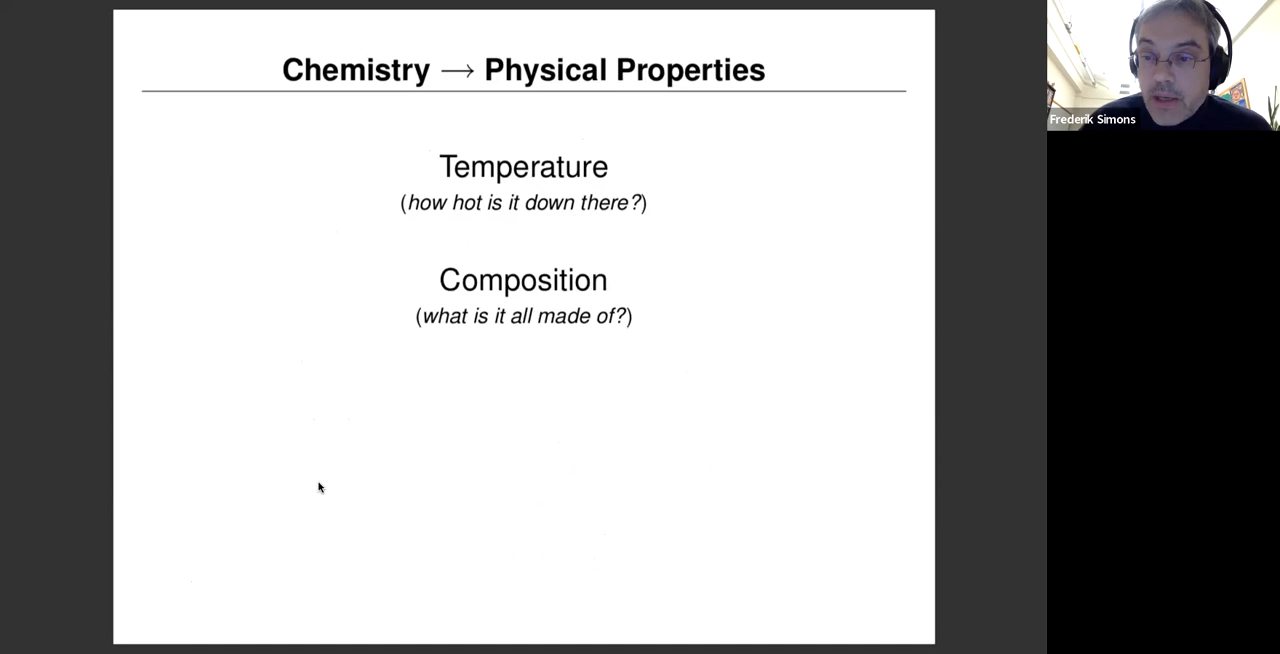 Chemistry → Physical Properties
Temperature
(how hot is it down there?)
Composition
(what is it all made of?)
Frederik Simons